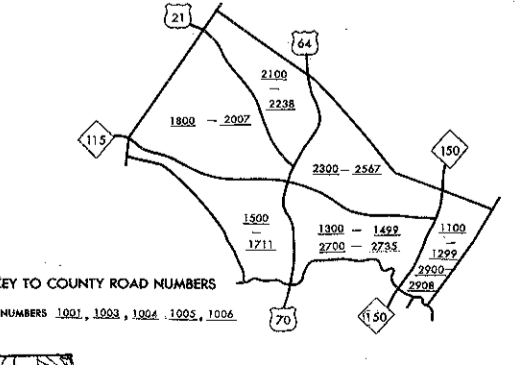 21
64
2100
–
2238
1800 – 2007
115
150
2300 – 2567
1500
–
1711
1300 – 1499
2700 – 2735
1100
–
1299
2900 –
2908
EY TO COUNTY ROAD NUMBERS
NUMBERS 1001, 1003, 1004, 1005, 1006
70
150